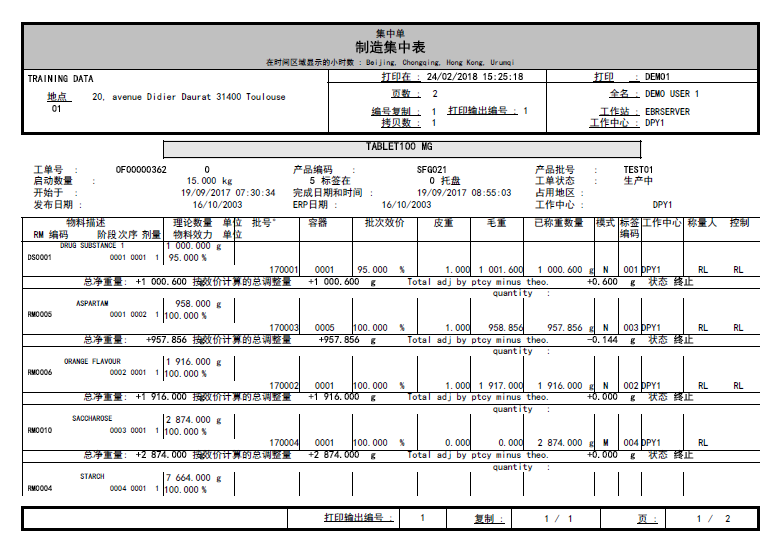 集中单
制造集中表
在时间区域显示的小时数 : Beijing, Chongqing, Hong Kong, Urumqi
TRAINING DATA 打印在 : 24/02/2018 15:25:18 打印 : DEMO1
地点 20, avenue Didier Daurat 31400 Toulouse 页数 : 2 全名 : DEMO USER 1
01 编号复制 : 1 打印输出编号 : 1 工作站 : EBRSERVER
拷贝数 : 1 工作中心 : DPY1
TABLET100 MG
工单号 : OF00000362 0 产品编码 : SFG021 产品批号 : TEST01
启动数量 : 15.000 kg 5 标签在 0 托盘 工单状态 : 生产中
开始于 : 19/09/2017 07:30:34 完成日期和时间 : 19/09/2017 08:55:03 占用地区 :
发布日期 : 16/10/2003 ERP日期 : 16/10/2003 工作中心 : DPY1
物料描述 理论数量 单位 批号" 容器 批次效价 皮重 毛重 已称重数量 模式 标签 工作中心 称量人 控制
RM 编码 阶段 次序 剂量 物料效力 单位 编码
DRUG SUBSTANCE 1 1 000.000 g
DS0001 0001 0001 1 95.000 %
170001 0001 95.000 % 1.000 1 001.600 1 000.600 g N 001 DPY1 RL RL
总净重量: +1 000.600 g 按效价计算的总调整量 +1 000.600 g Total adj by ptcy minus theo. +0.600 g 状态 终止
quantity :
ASPARTAM 958.000 g
RM0005 0001 0002 1 100.000 %
170003 0005 100.000 % 1.000 958.856 957.856 g N 003 DPY1 RL RL
总净重量: +957.856 g 按效价计算的总调整量 +957.856 g Total adj by ptcy minus theo. -0.144 g 状态 终止
quantity :
ORANGE FLAVOUR 1 916.000 g
RM0006 0002 0001 1 100.000 %
170002 0001 100.000 % 1.000 1 917.000 1 916.000 g N 002 DPY1 RL RL
总净重量: +1 916.000 g 按效价计算的总调整量 +1 916.000 g Total adj by ptcy minus theo. +0.000 g 状态 终止
quantity :
SACCHAROSE 2 874.000 g
RM0010 0003 0001 1 100.000 %
170004 0001 100.000 % 0.000 0.000 2 874.000 g M 004 DPY1 RL
总净重量: +2 874.000 g 按效价计算的总调整量 +2 874.000 g Total adj by ptcy minus theo. +0.000 g 状态 终止
quantity :
STARCH 7 664.000 g
RM0004 0004 0001 1 100.000 %
打印输出编号 : 1 复制 : 1 / 1 页 : 1 / 2